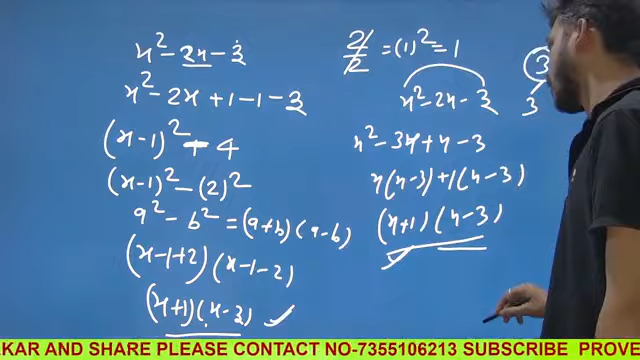 x² - 2x - 3
x² - 2x + 1 - 1 - 3
(x-1)² - 4
(x-1)² - (2)²
a² - b² = (a+b)(a-b)
(x-1+2)(x-1-2)
(x+1)(x-3) ✓
2/2 = (1)² = 1
x² - 2x - 3
x² - 3x + x - 3
x(x-3)+1(x-3)
(x+1)(x-3)
✓
3
3
KAR AND SHARE PLEASE CONTACT NO-7355106213 SUBSCRIBE PROVE